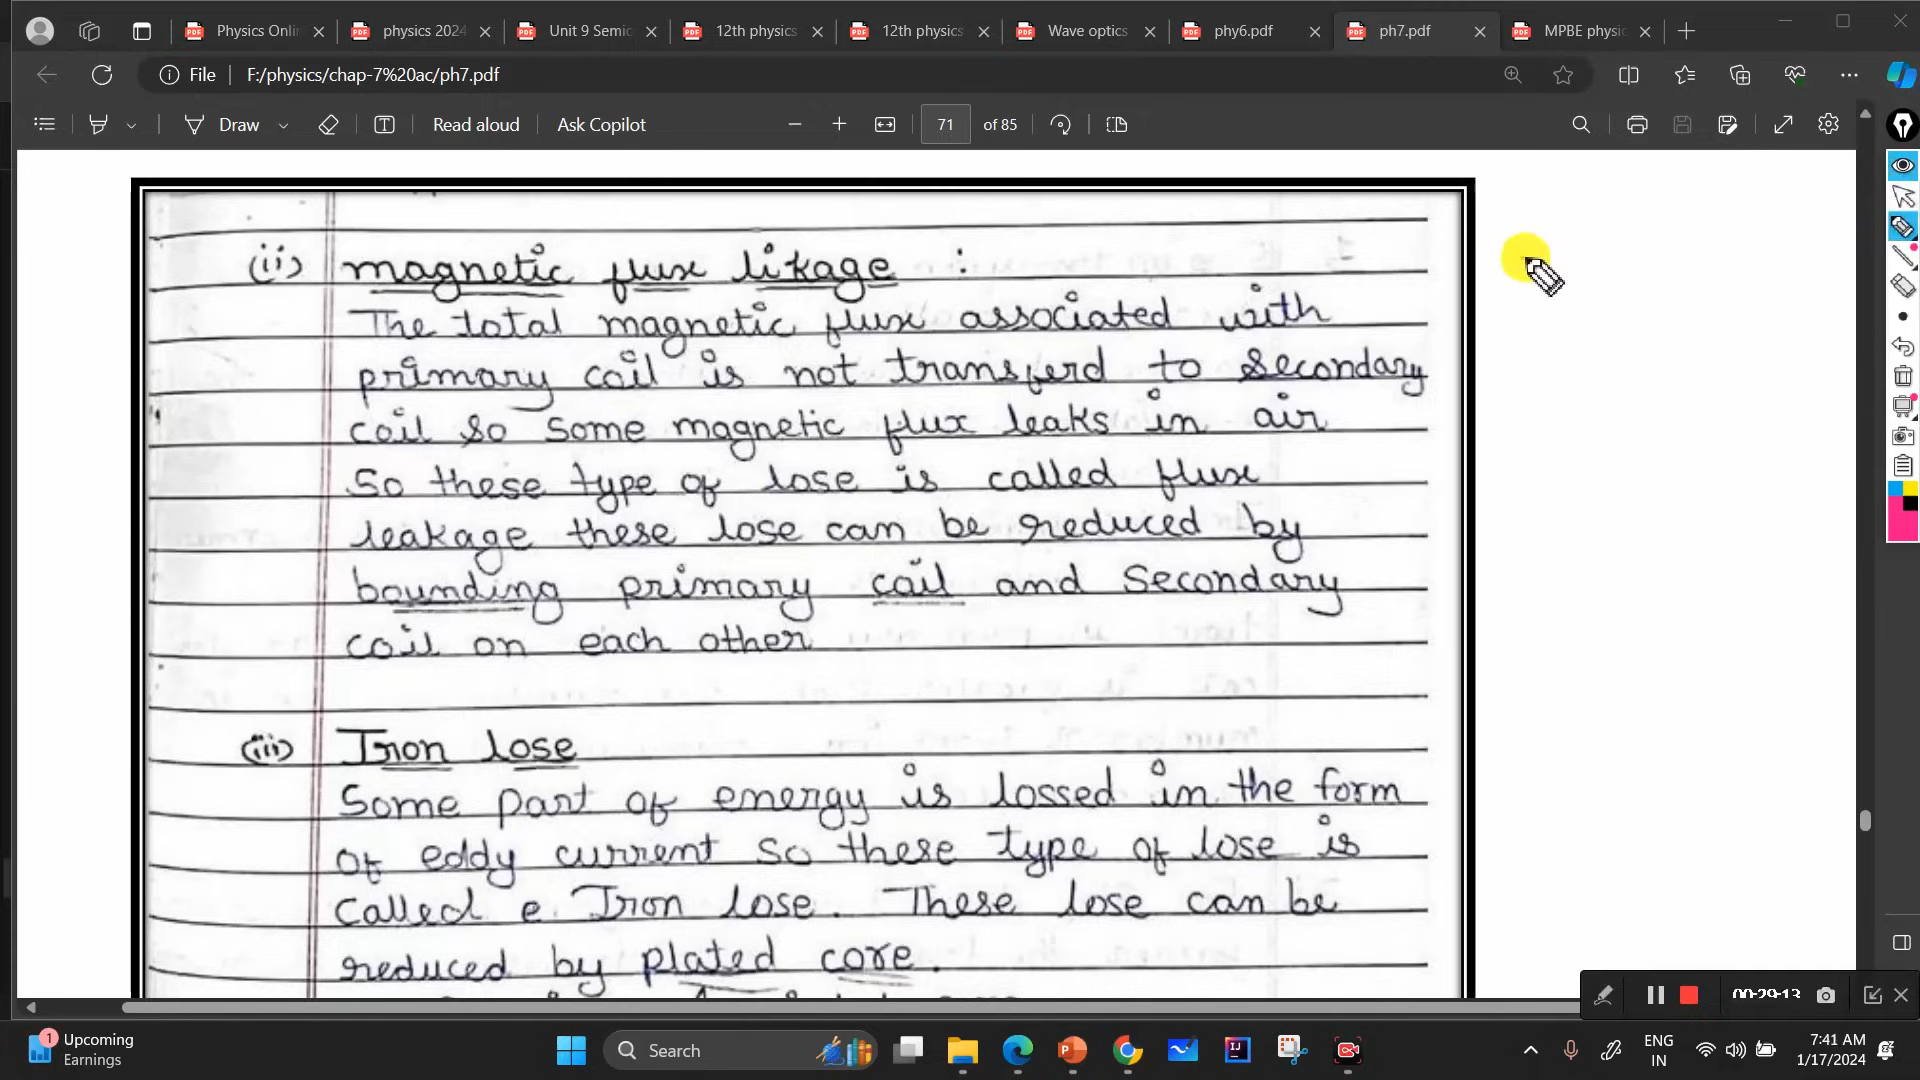 Physics Onli
physics 2024
Unit 9 Semic
12th physics
12th physics
Wave optics
phy6.pdf
ph7.pdf
MPBE physic
File
F:/physics/chap-7%20ac/ph7.pdf
Draw
Read aloud
Ask Copilot
71
of 85
(ii) magnetic flux likage :
The total magnetic flux associated with
primary coil is not transferd to secondary
coil so some magnetic flux leaks in air
So these type of lose is called flux
leakage these lose can be reduced by
bounding primary coil and Secondary
coil on each other
(iii) Iron lose
Some part of energy is lossed in the form
of eddy current so these type of lose is
called e Iron lose. These lose can be
reduced by plated core.
00:29:13
1
Upcoming
Earnings
Search
ENG
IN
7:41 AM
1/17/2024